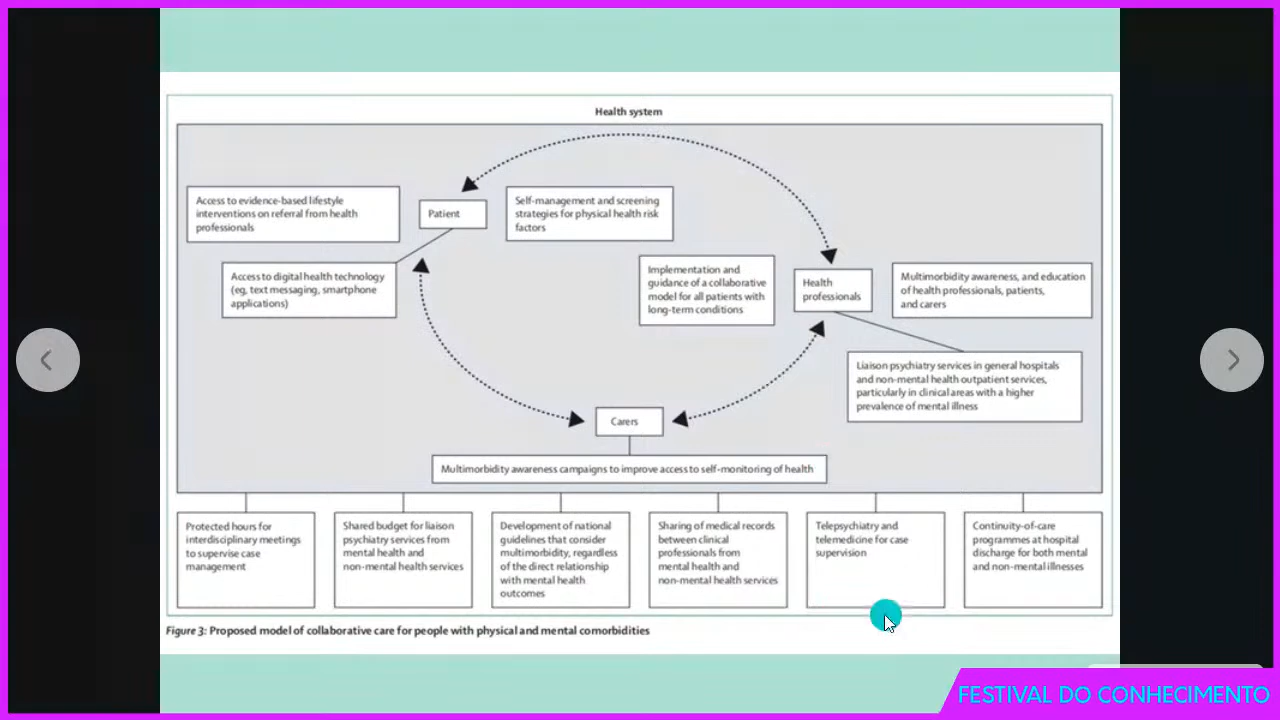 Health system
Access to evidence-based lifestyle
interventions on referral from health
professionals
Patient
Self-management and screening
strategies for physical health risk
factors
Access to digital health technology
(eg, text messaging, smartphone
applications)
Implementation and
guidance of a collaborative
model for all patients with
long-term conditions
Health
professionals
Multimorbidity awareness, and education
of health professionals, patients,
and carers
Liaison psychiatry services in general hospitals
and non-mental health outpatient services,
particularly in clinical areas with a higher
prevalence of mental illness
Carers
Multimorbidity awareness campaigns to improve access to self-monitoring of health
Protected hours for
interdisciplinary meetings
to supervise case
management
Shared budget for liaison
psychiatry services from
mental health and
non-mental health services
Development of national
guidelines that consider
multimorbidity, regardless
of the direct relationship
with mental health
outcomes
Sharing of medical records
between clinical
professionals from
mental health and
non-mental health services
Telepsychiatry and
telemedicine for case
supervision
Continuity-of-care
programmes at hospital
discharge for both mental
and non-mental illnesses
Figure 3: Proposed model of collaborative care for people with physical and mental comorbidities
FESTIVAL DO CONHECIMENTO